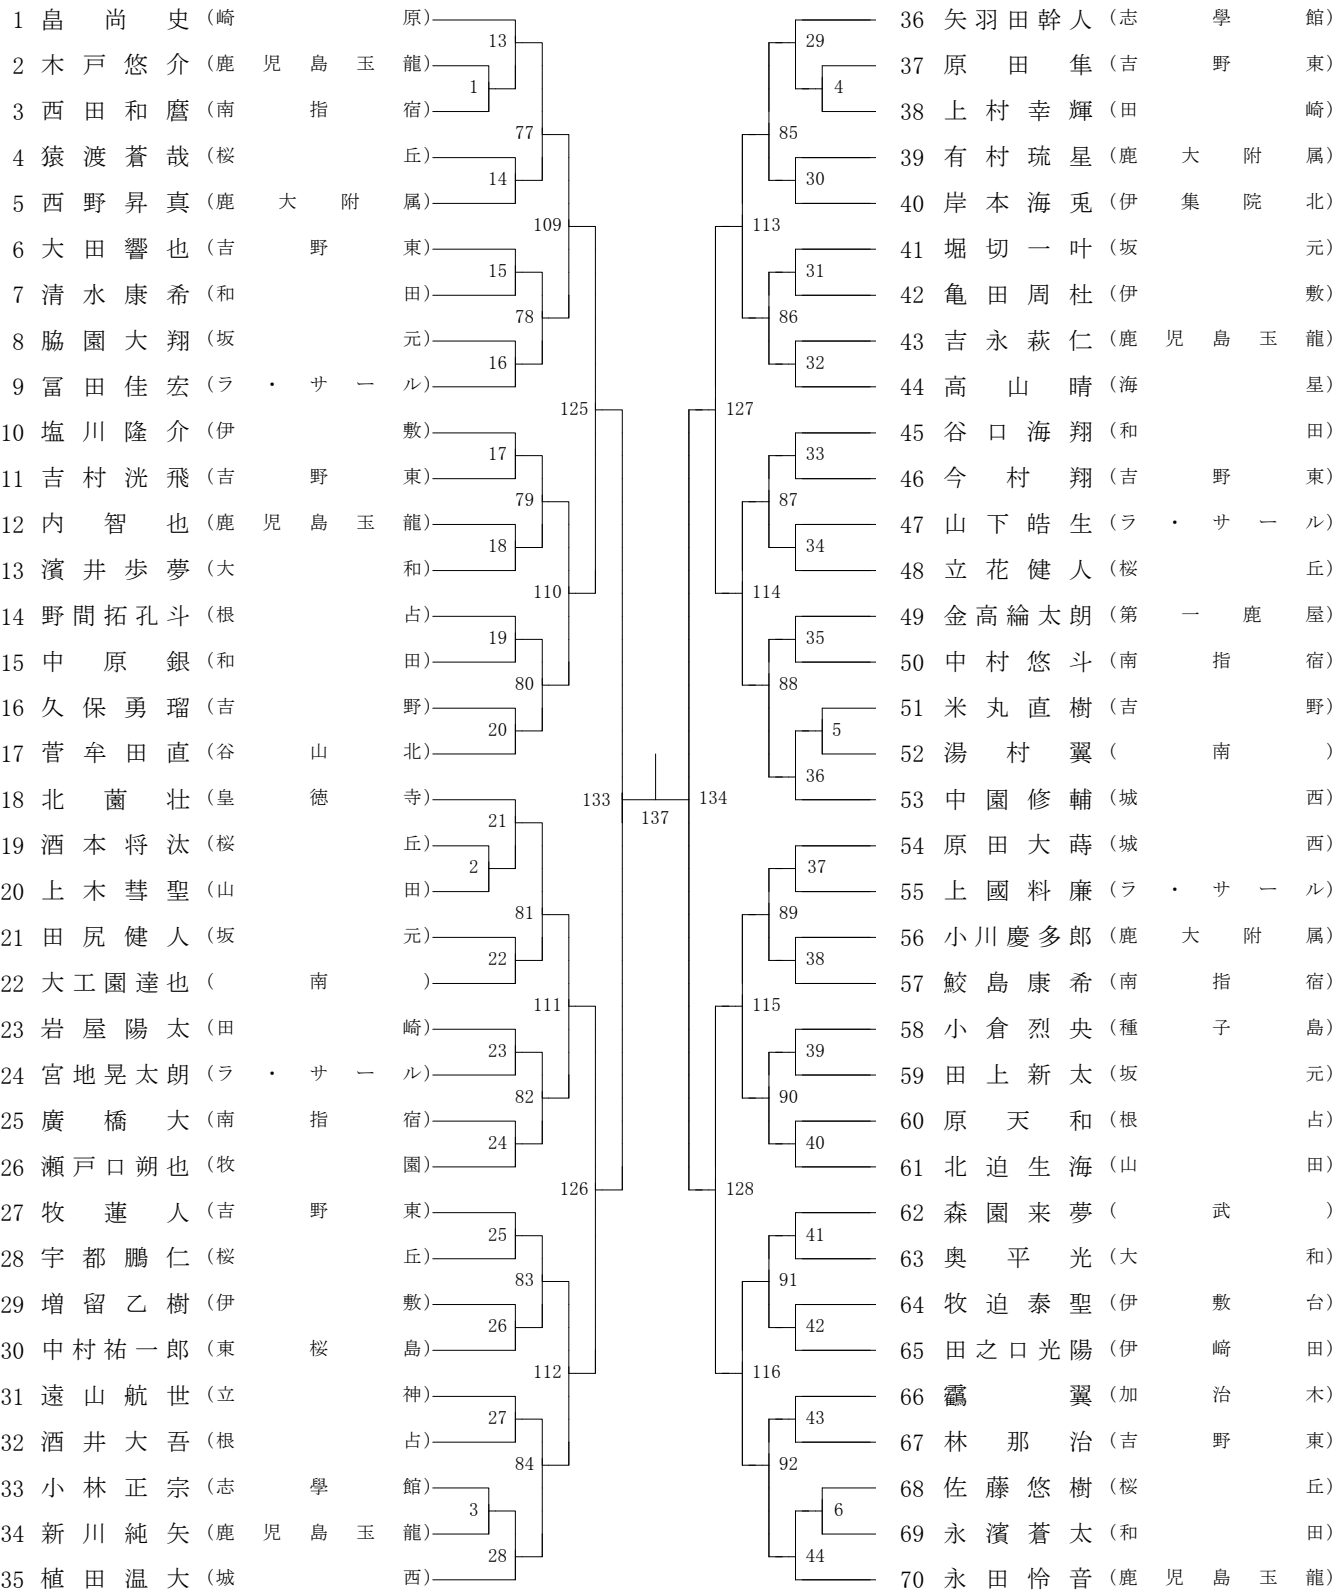 1 畠尚史 (崎原)
2 木戸悠介 (鹿児島玉龍)
3 西田和麿 (南指宿)
4 猿渡蒼哉 (桜丘)
5 西野昇真 (鹿大附属)
6 大田響也 (吉野東)
7 清水康希 (和田)
8 脇園大翔 (坂元)
9 冨田佳宏 (ラ・サール)
10 塩川隆介 (伊敷)
11 吉村洸飛 (吉野東)
12 内智也 (鹿児島玉龍)
13 濱井歩夢 (大和)
14 野間拓孔斗 (根占)
15 中原銀 (和田)
16 久保勇瑠 (吉野)
17 菅牟田直 (谷山北)
18 北薗壮 (皇徳寺)
19 酒本将汰 (桜丘)
20 上木彗聖 (山田)
21 田尻健人 (坂元)
22 大工園達也 (南)
23 岩屋陽太 (田崎)
24 宮地晃太朗 (ラ・サール)
25 廣橋大 (南指宿)
26 瀬戸口朔也 (牧園)
27 牧蓮人 (吉野東)
28 宇都鵬仁 (桜丘)
29 増留乙樹 (伊敷)
30 中村祐一郎 (東桜島)
31 遠山航世 (立神)
32 酒井大吾 (根占)
33 小林正宗 (志學館)
34 新川純矢 (鹿児島玉龍)
35 植田温大 (城西)
13
1
77
14
109
15
78
16
125
17
79
18
110
19
80
20
133
21
2
81
22
111
23
82
24
126
25
83
26
112
27
84
3
28
137
134
29
4
85
30
113
31
86
32
127
33
87
34
114
35
88
5
36
37
89
38
115
39
90
40
128
41
91
42
116
43
92
6
44
36 矢羽田幹人 (志學館)
37 原田隼 (吉野東)
38 上村幸輝 (田崎)
39 有村琉星 (鹿大附属)
40 岸本海兎 (伊集院北)
41 堀切一叶 (坂元)
42 亀田周杜 (伊敷)
43 吉永萩仁 (鹿児島玉龍)
44 高山晴 (海星)
45 谷口海翔 (和田)
46 今村翔 (吉野東)
47 山下皓生 (ラ・サール)
48 立花健人 (桜丘)
49 金高綸太朗 (第一鹿屋)
50 中村悠斗 (南指宿)
51 米丸直樹 (吉野)
52 湯村翼 (南)
53 中園修輔 (城西)
54 原田大蒔 (城西)
55 上國料廉 (ラ・サール)
56 小川慶多郎 (鹿大附属)
57 鮫島康希 (南指宿)
58 小倉烈央 (種子島)
59 田上新太 (坂元)
60 原天和 (根占)
61 北迫生海 (山田)
62 森園来夢 (武)
63 奥平光 (大和)
64 牧迫泰聖 (伊敷台)
65 田之口光陽 (伊﨑田)
66 靏翼 (加治木)
67 林那治 (吉野東)
68 佐藤悠樹 (桜丘)
69 永濱蒼太 (和田)
70 永田怜音 (鹿児島玉龍)